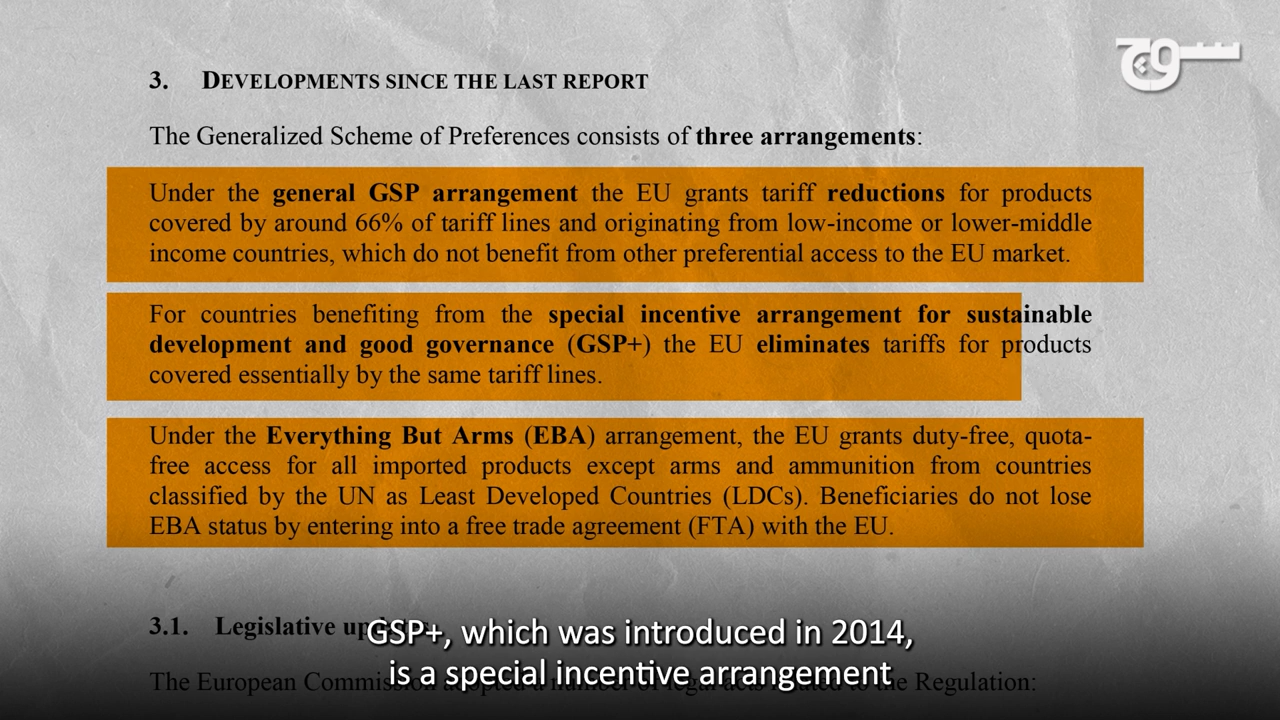 سوچ
3. DEVELOPMENTS SINCE THE LAST REPORT
The Generalized Scheme of Preferences consists of three arrangements:
Under the general GSP arrangement the EU grants tariff reductions for products
covered by around 66% of tariff lines and originating from low-income or lower-middle
income countries, which do not benefit from other preferential access to the EU market.
For countries benefiting from the special incentive arrangement for sustainable
development and good governance (GSP+) the EU eliminates tariffs for products
covered essentially by the same tariff lines.
Under the Everything But Arms (EBA) arrangement, the EU grants duty-free, quota-
free access for all imported products except arms and ammunition from countries
classified by the UN as Least Developed Countries (LDCs). Beneficiaries do not lose
EBA status by entering into a free trade agreement (FTA) with the EU.
3.1. Legislative
GSP+, which was introduced in 2014,
is a special incentive arrangement
The European the Regulation: